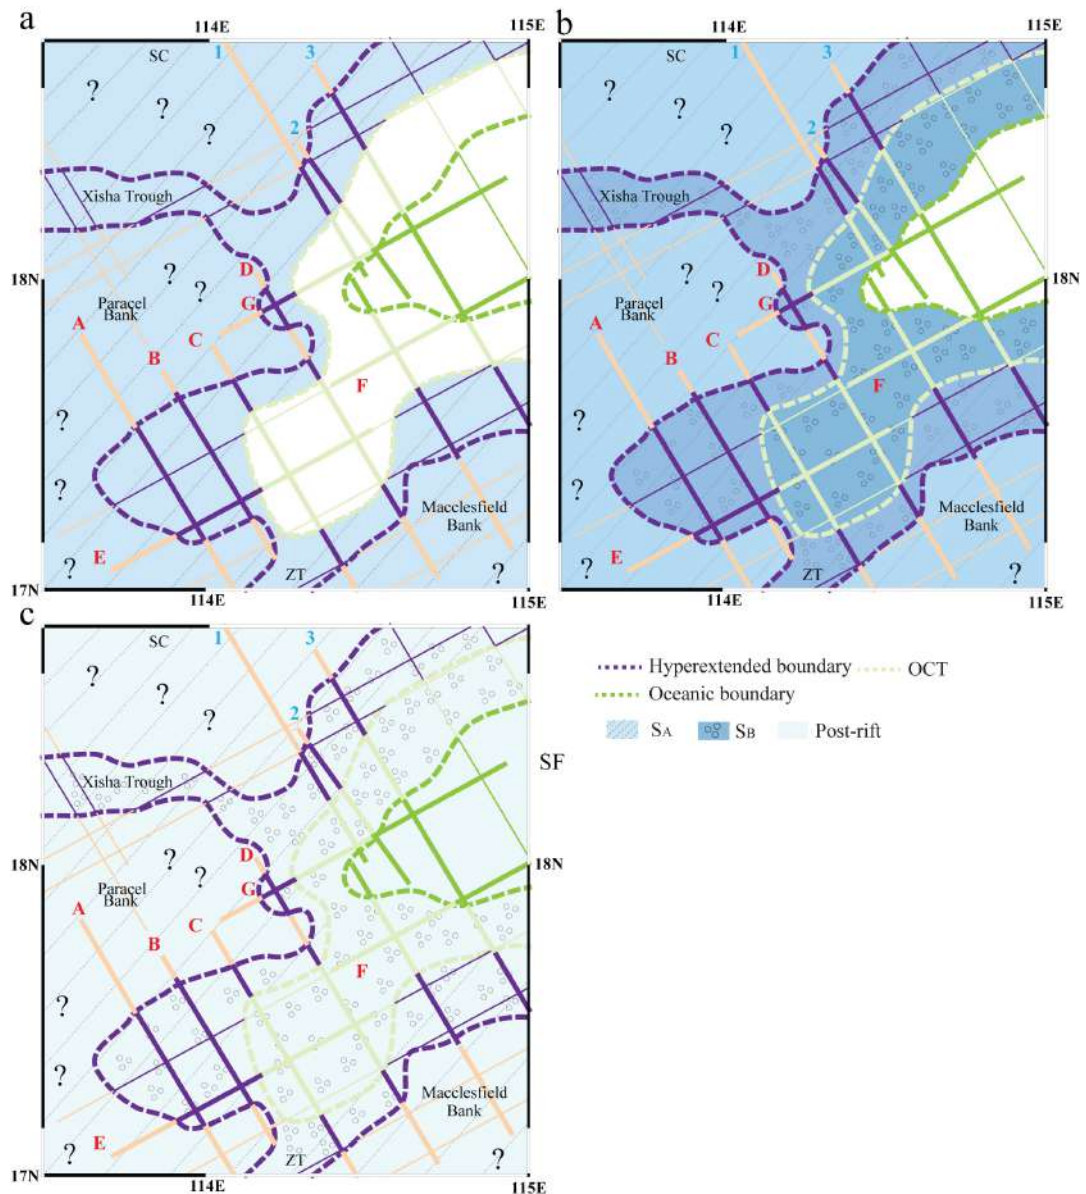 a
114E
115E
b
114E
115E
SC
1
3
SC
1
3
?
?
?
2
?
?
?
2
Xisha Trough
Xisha Trough
18N
?
?
D
G
?
?
D
G
18N
Paracel
Bank
Paracel
Bank
A
B
C
F
A
B
C
F
?
?
?
?
Macclesfield
Bank
Macclesfield
Bank
E
?
ZT
?
E
?
ZT
?
17N
114E
115E
114E
115E
c
SC
1
3
?
?
?
2
Xisha Trough
SF
18N
?
?
D
G
18N
Paracel
Bank
A
B
C
F
?
?
Macclesfield
Bank
E
?
ZT
?
17N
114E
115E
Hyperextended boundary
OCT
Oceanic boundary
SA
SB
Post-rift